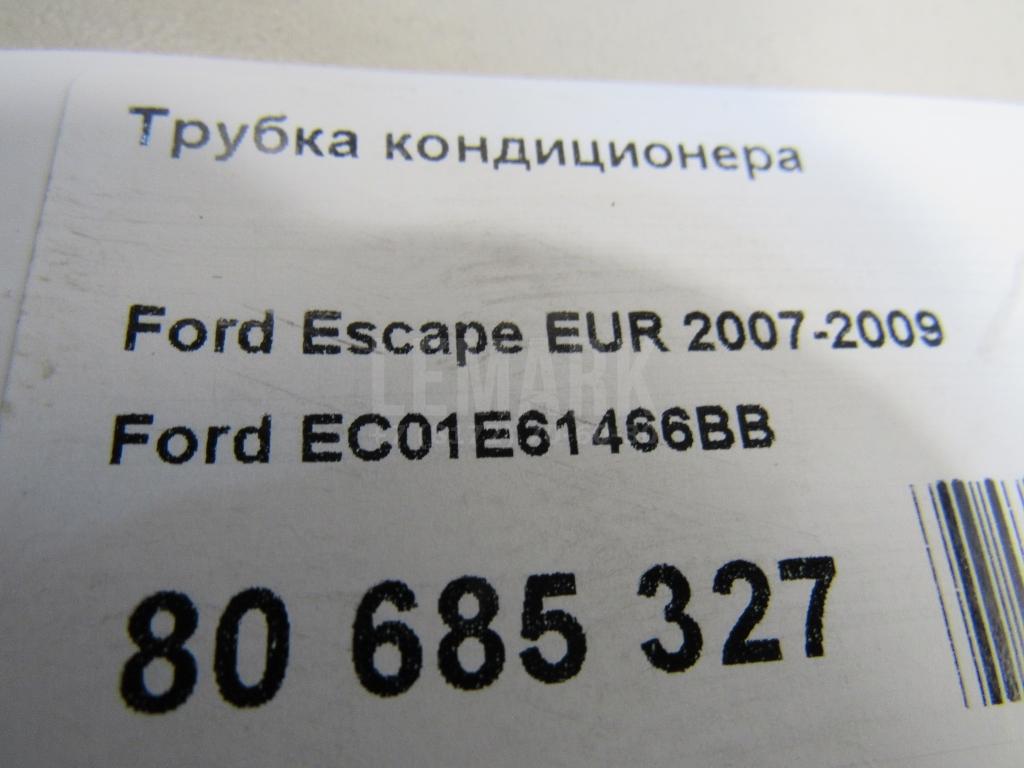 Трубка кондиционера
Ford Escape EUR 2007-2009
LEMARK
Ford EC01E61466BB
80 685 327